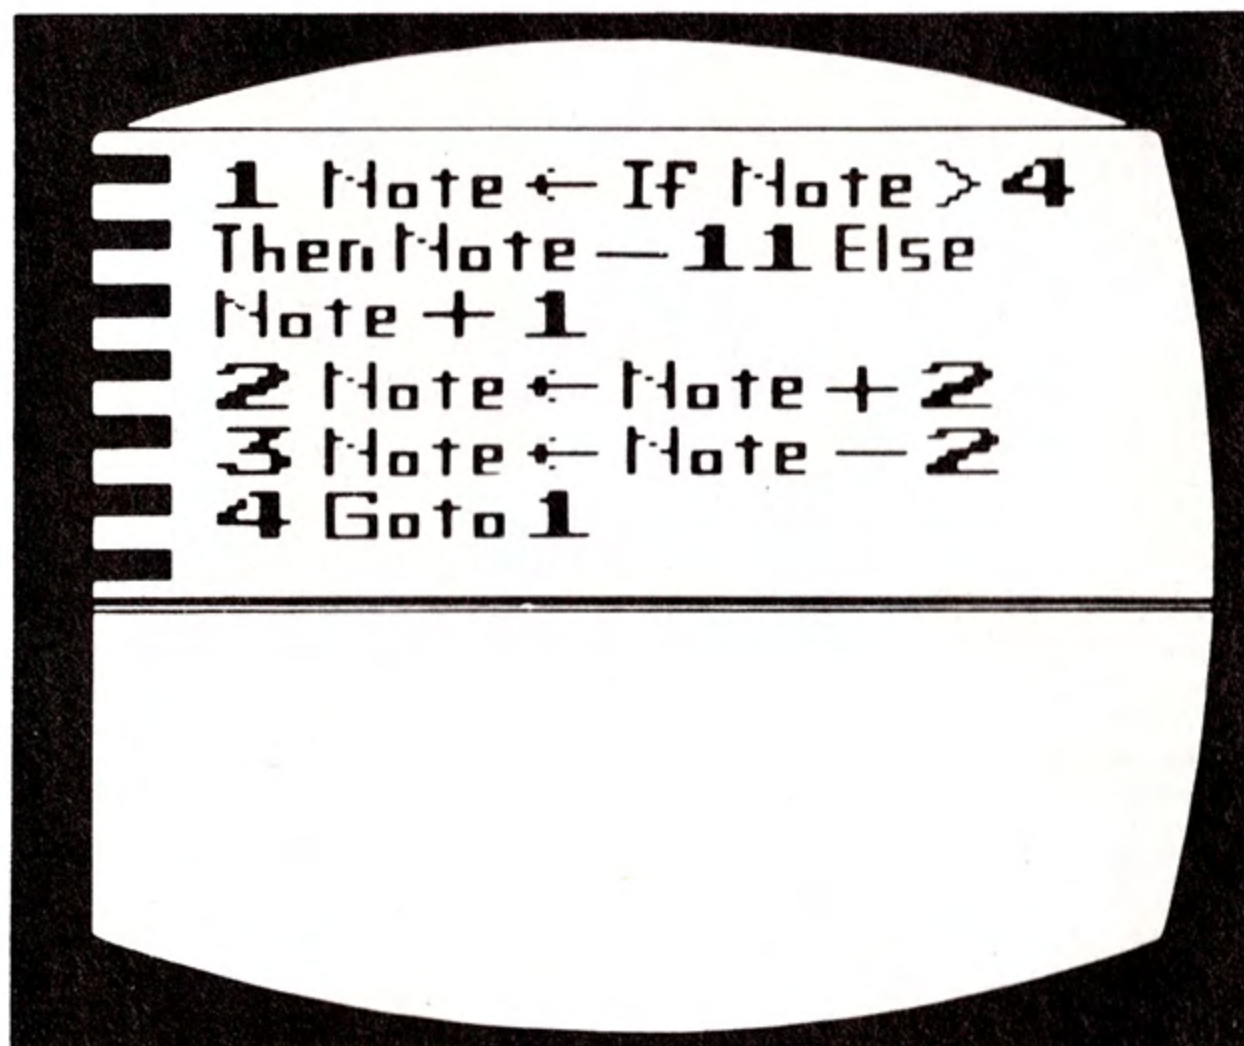 1 Note ← If Note > 4
Then Note — 11 Else
Note + 1
2 Note ← Note + 2
3 Note ← Note — 2
4 Goto 1